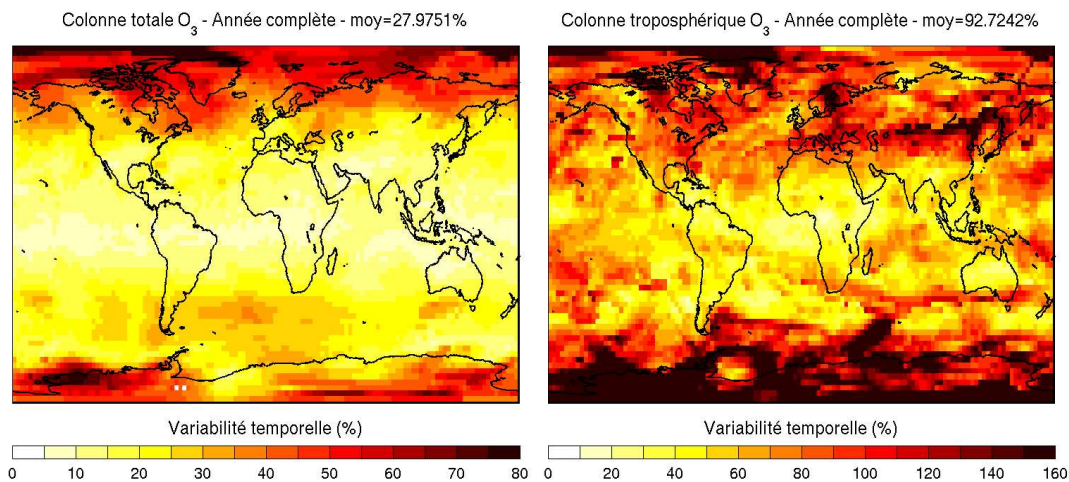 Colonne totale O3 - Année complète - moy=27.9751%
Colonne troposphérique O3 - Année complète - moy=92.7242%
Variabilité temporelle (%)
0 10 20 30 40 50 60 70 80
Variabilité temporelle (%)
0 20 40 60 80 100 120 140 160